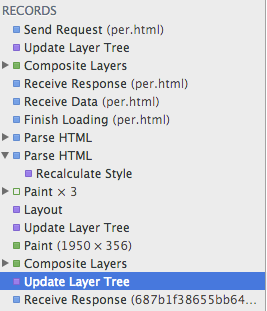 RECORDS
Send Request (per.html)
Update Layer Tree
Composite Layers
Receive Response (per.html)
Receive Data (per.html)
Finish Loading (per.html)
Parse HTML
Parse HTML
Recalculate Style
Paint × 3
Layout
Update Layer Tree
Paint (1950 × 356)
Composite Layers
Update Layer Tree
Receive Response (687b1f38655bb64...